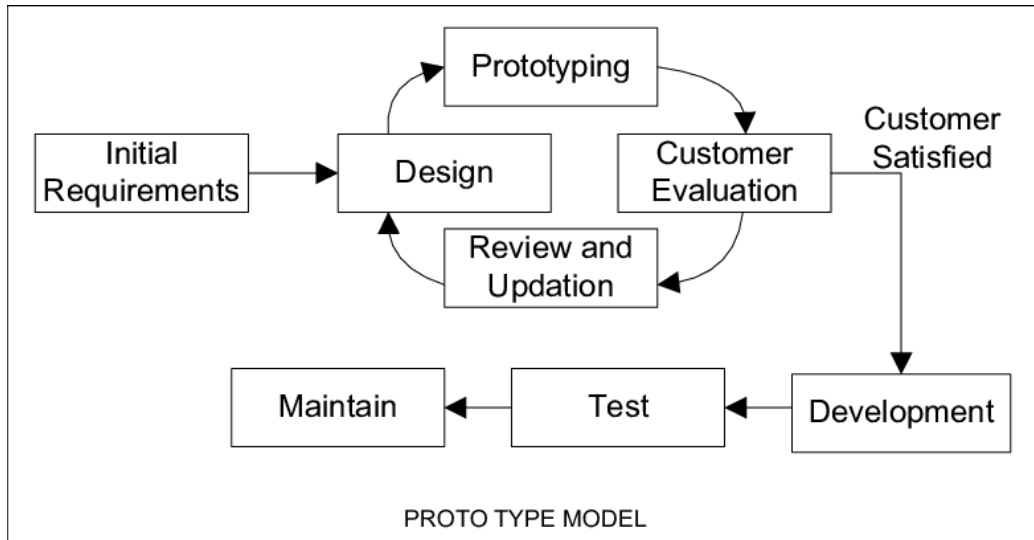 Prototyping
Initial
Requirements
Design
Customer
Evaluation
Customer
Satisfied
Review and
Updation
Maintain
Test
Development
PROTO TYPE MODEL